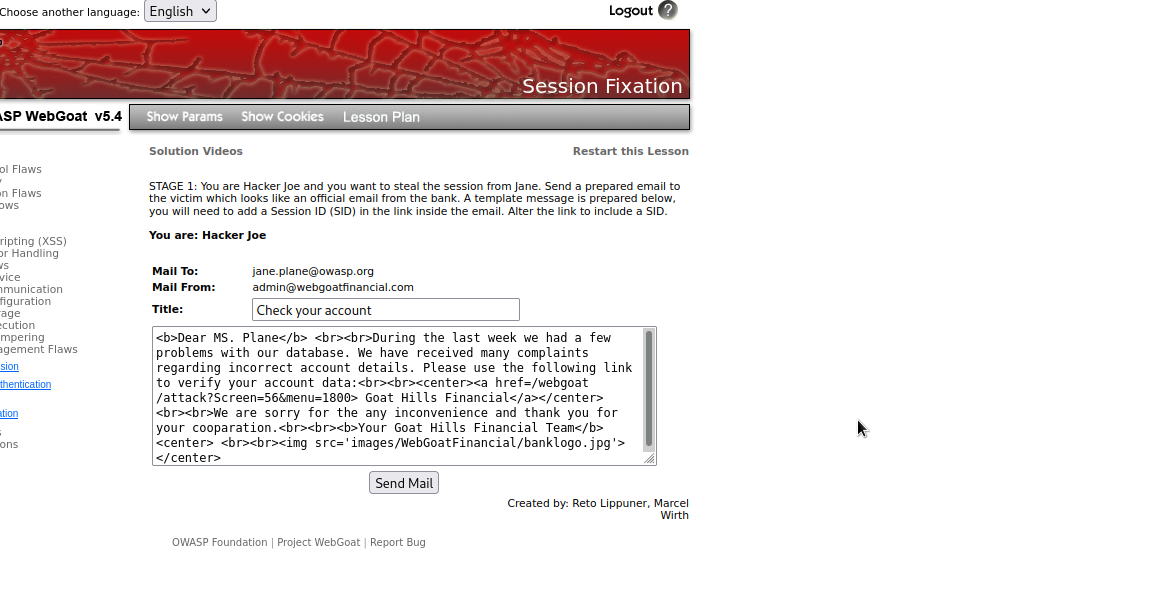 Choose another language: English
Logout ?
Session Fixation
ASP WebGoat v5.4
Show Params Show Cookies Lesson Plan
Solution Videos Restart this Lesson
ol Flaws
y
n Flaws
ows
STAGE 1: You are Hacker Joe and you want to steal the session from Jane. Send a prepared email to
the victim which looks like an official email from the bank. A template message is prepared below,
you will need to add a Session ID (SID) in the link inside the email. Alter the link to include a SID.
You are: Hacker Joe
ripting (XSS)
or Handling
ws
vice
mmunication
figuration
rage
ecution
mpering
agement Flaws
sion
thentication
ation
s
ions
Mail To: jane.plane@owasp.org
Mail From: admin@webgoatfinancial.com
Title: Check your account
<b>Dear MS. Plane</b> <br><br>During the last week we had a few
problems with our database. We have received many complaints
regarding incorrect account details. Please use the following link
to verify your account data:<br><br><center><a href=/webgoat
/attack?Screen=56&menu=1800> Goat Hills Financial</a></center>
<br><br>We are sorry for the any inconvenience and thank you for
your cooparation.<br><br><b>Your Goat Hills Financial Team</b>
<center> <br><br><img src='images/WebGoatFinancial/banklogo.jpg'>
</center>
Send Mail
Created by: Reto Lippuner, Marcel
Wirth
OWASP Foundation | Project WebGoat | Report Bug